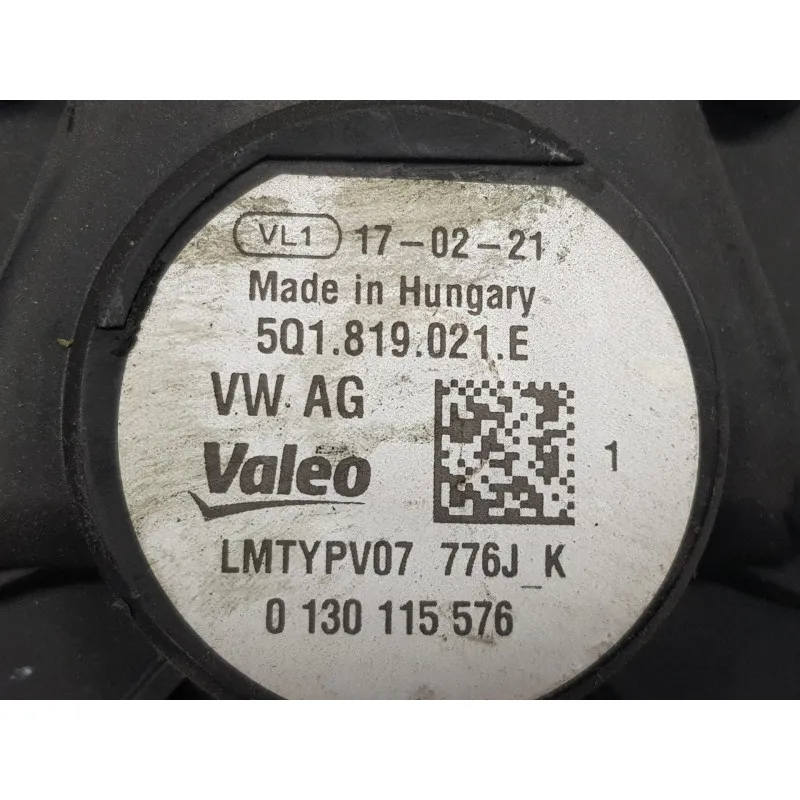 VL1 17-02-21
Made in Hungary
5Q1.819.021.E
VW AG
Valeo
1
LMTYPV07 776J_K
0 130 115 576